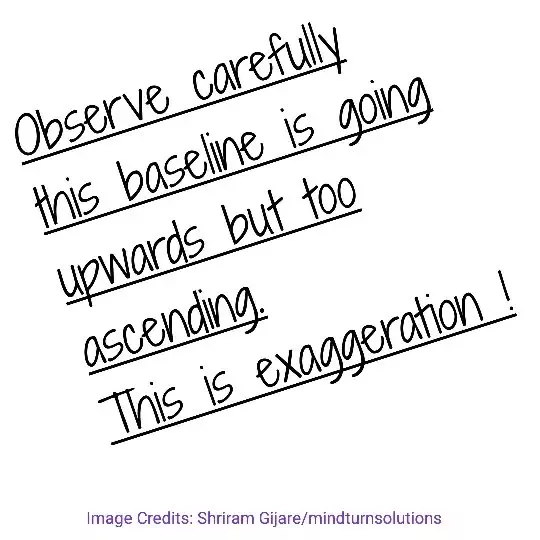 Observe carefully
this baseline is going
upwards but too
ascending.
This is exaggeration !
Image Credits: Shriram Gijare/mindturnsolutions